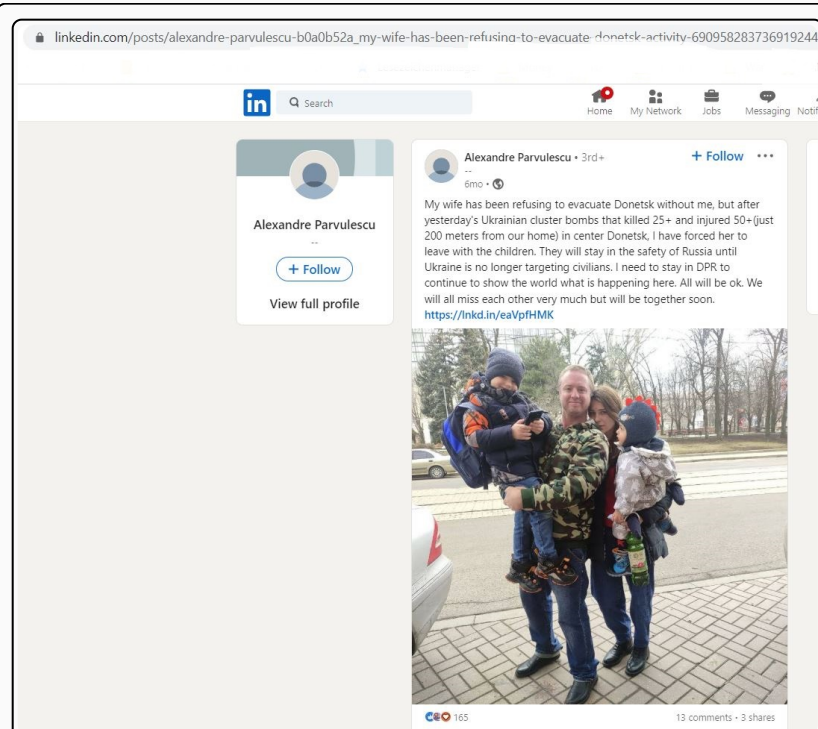 linkedin.com/posts/alexandre-parvulescu-b0a0b52a_my-wife-has-been-refusing-to-evacuate-donetsk-activity-690958283736919244
in
Search
Home
My Network
Jobs
Messaging
Alexandre Parvulescu
--
+ Follow
View full profile
Alexandre Parvulescu • 3rd+
+ Follow
--
6mo •
My wife has been refusing to evacuate Donetsk without me, but after
yesterday's Ukrainian cluster bombs that killed 25+ and injured 50+(just
200 meters from our home) in center Donetsk, I have forced her to
leave with the children. They will stay in the safety of Russia until
Ukraine is no longer targeting civilians. I need to stay in DPR to
continue to show the world what is happening here. All will be ok. We
will all miss each other very much but will be together soon.
https://lnkd.in/eaVpfHMK
165
13 comments • 3 shares